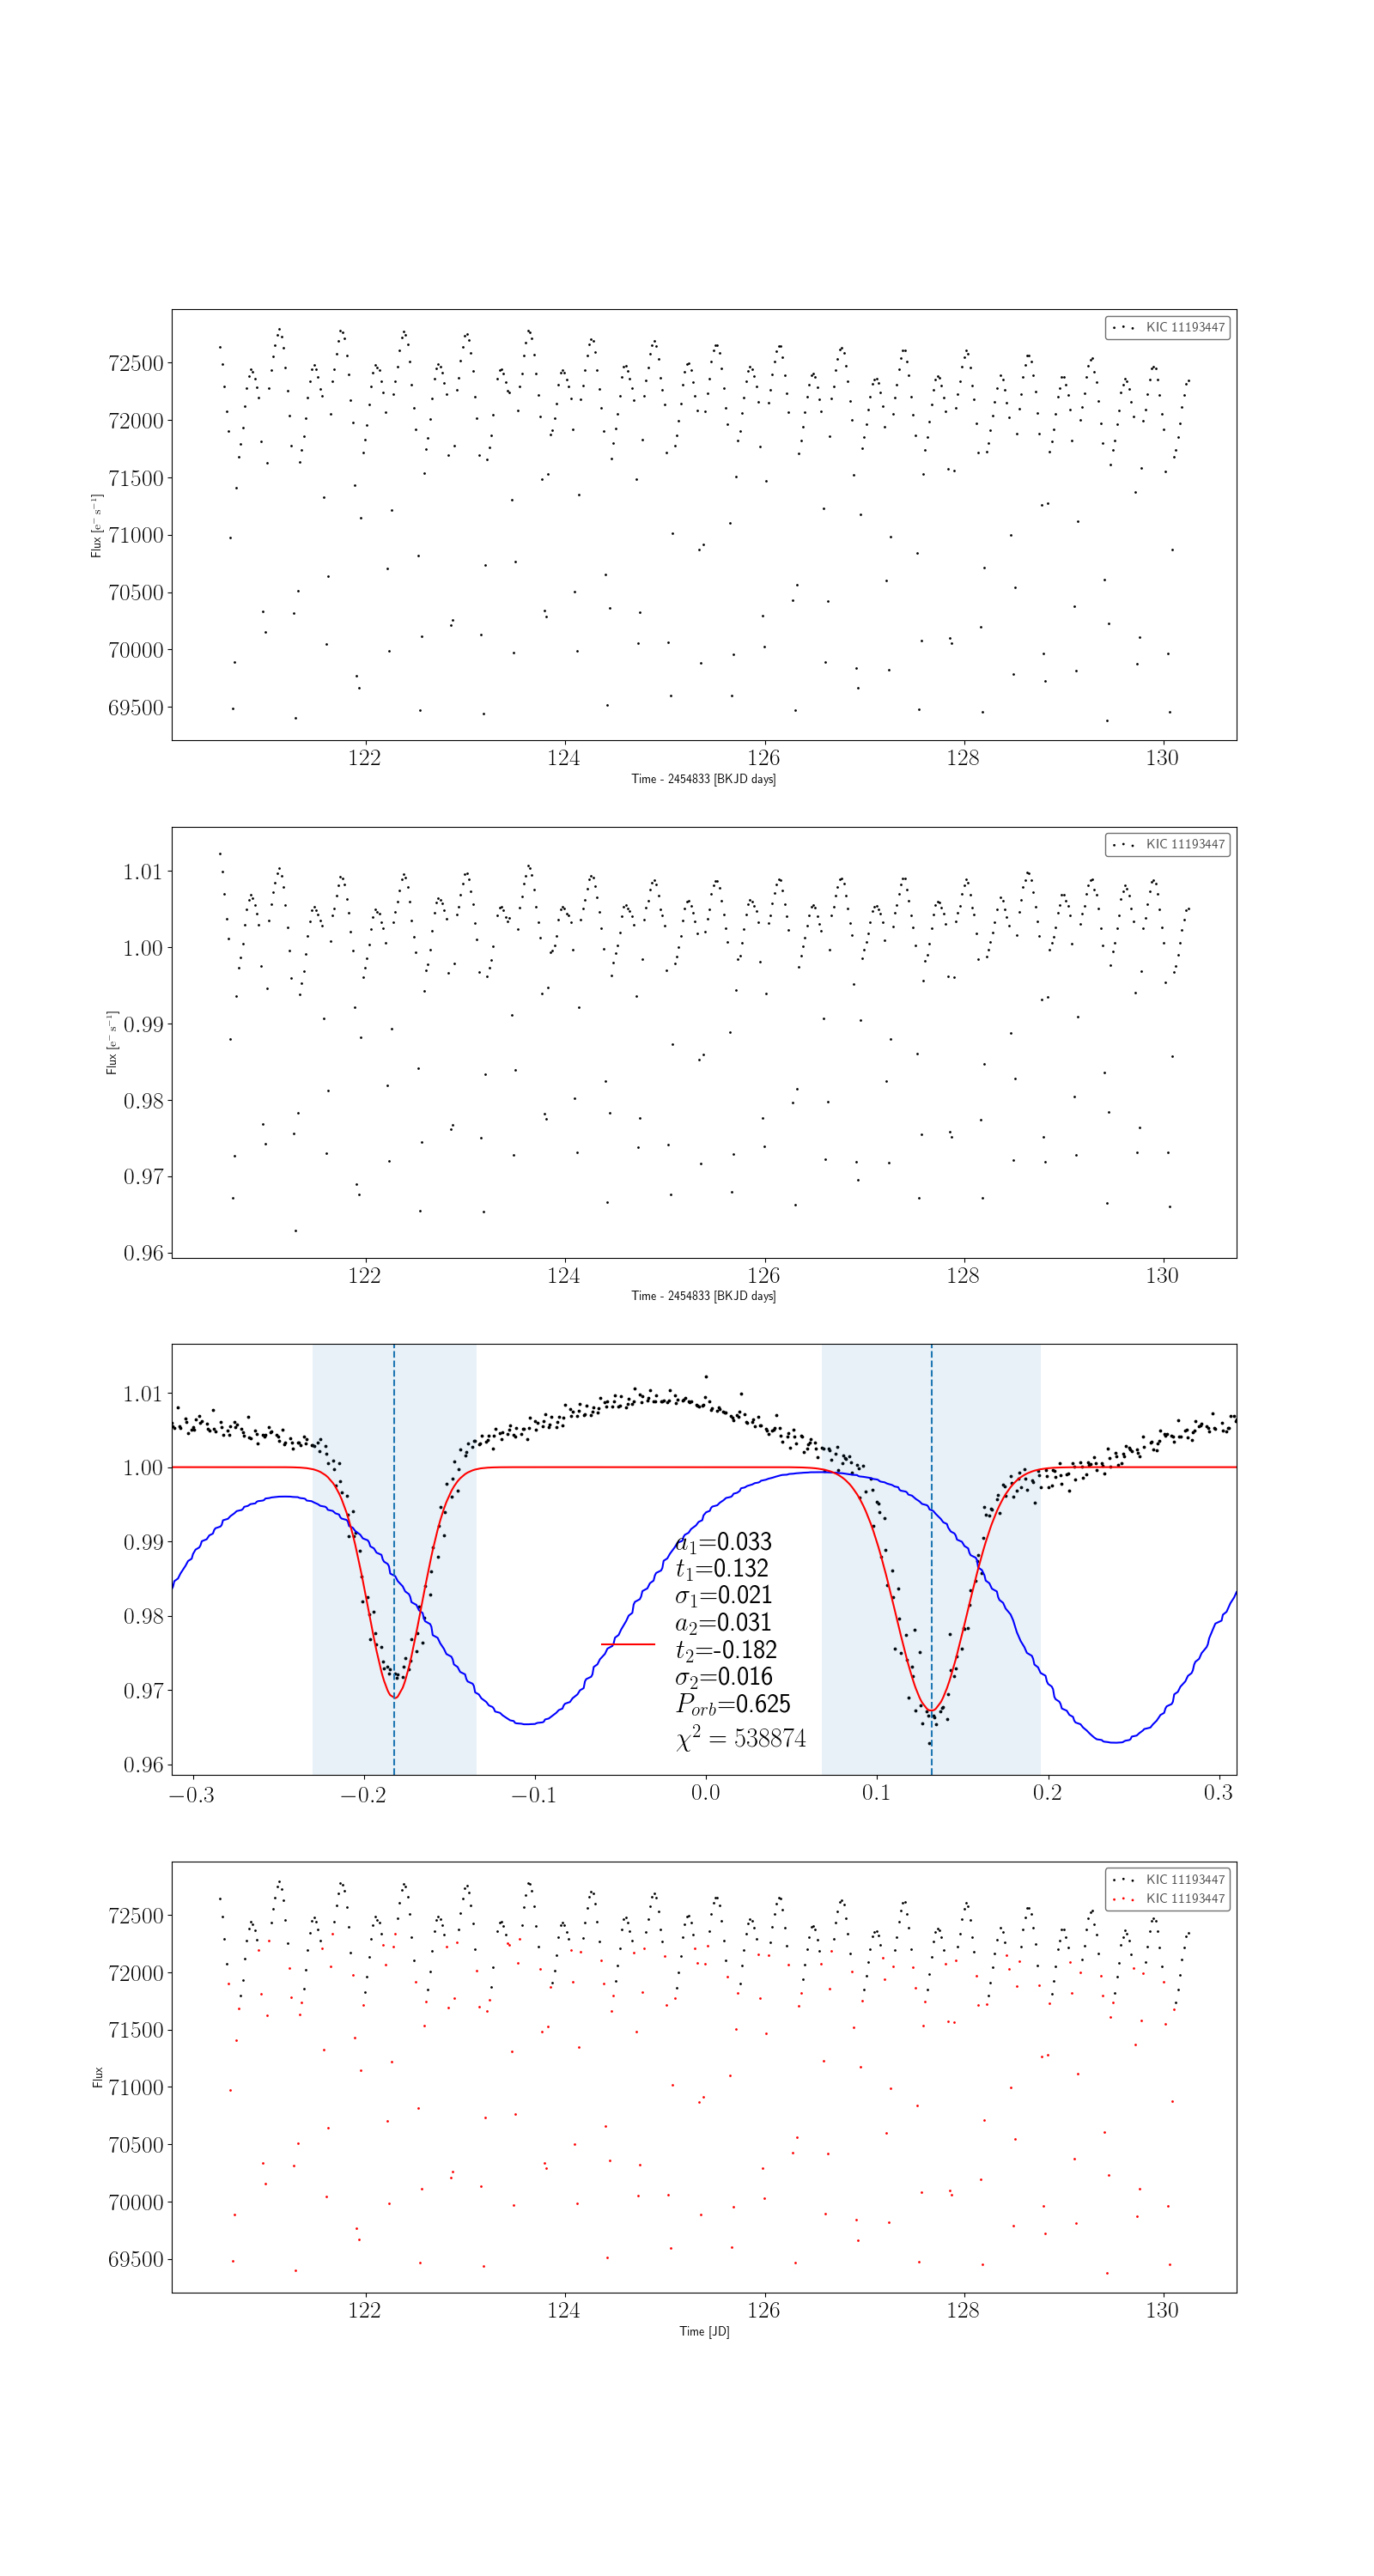 KIC 11193447
72500
72000
71500
71000
70500
70000
69500
Flux [e⁻ s⁻¹]
122
124
126
128
130
Time - 2454833 [BKJD days]
KIC 11193447
1.01
1.00
0.99
0.98
0.97
0.96
Flux [e⁻ s⁻¹]
122
124
126
128
130
Time - 2454833 [BKJD days]
1.01
1.00
0.99
0.98
0.97
0.96
a₁=0.033
t₁=0.132
σ₁=0.021
a₂=0.031
t₂=-0.182
σ₂=0.016
P_orb=0.625
χ² = 538874
−0.3
−0.2
−0.1
0.0
0.1
0.2
0.3
KIC 11193447
KIC 11193447
72500
72000
71500
71000
70500
70000
69500
Flux
122
124
126
128
130
Time [JD]